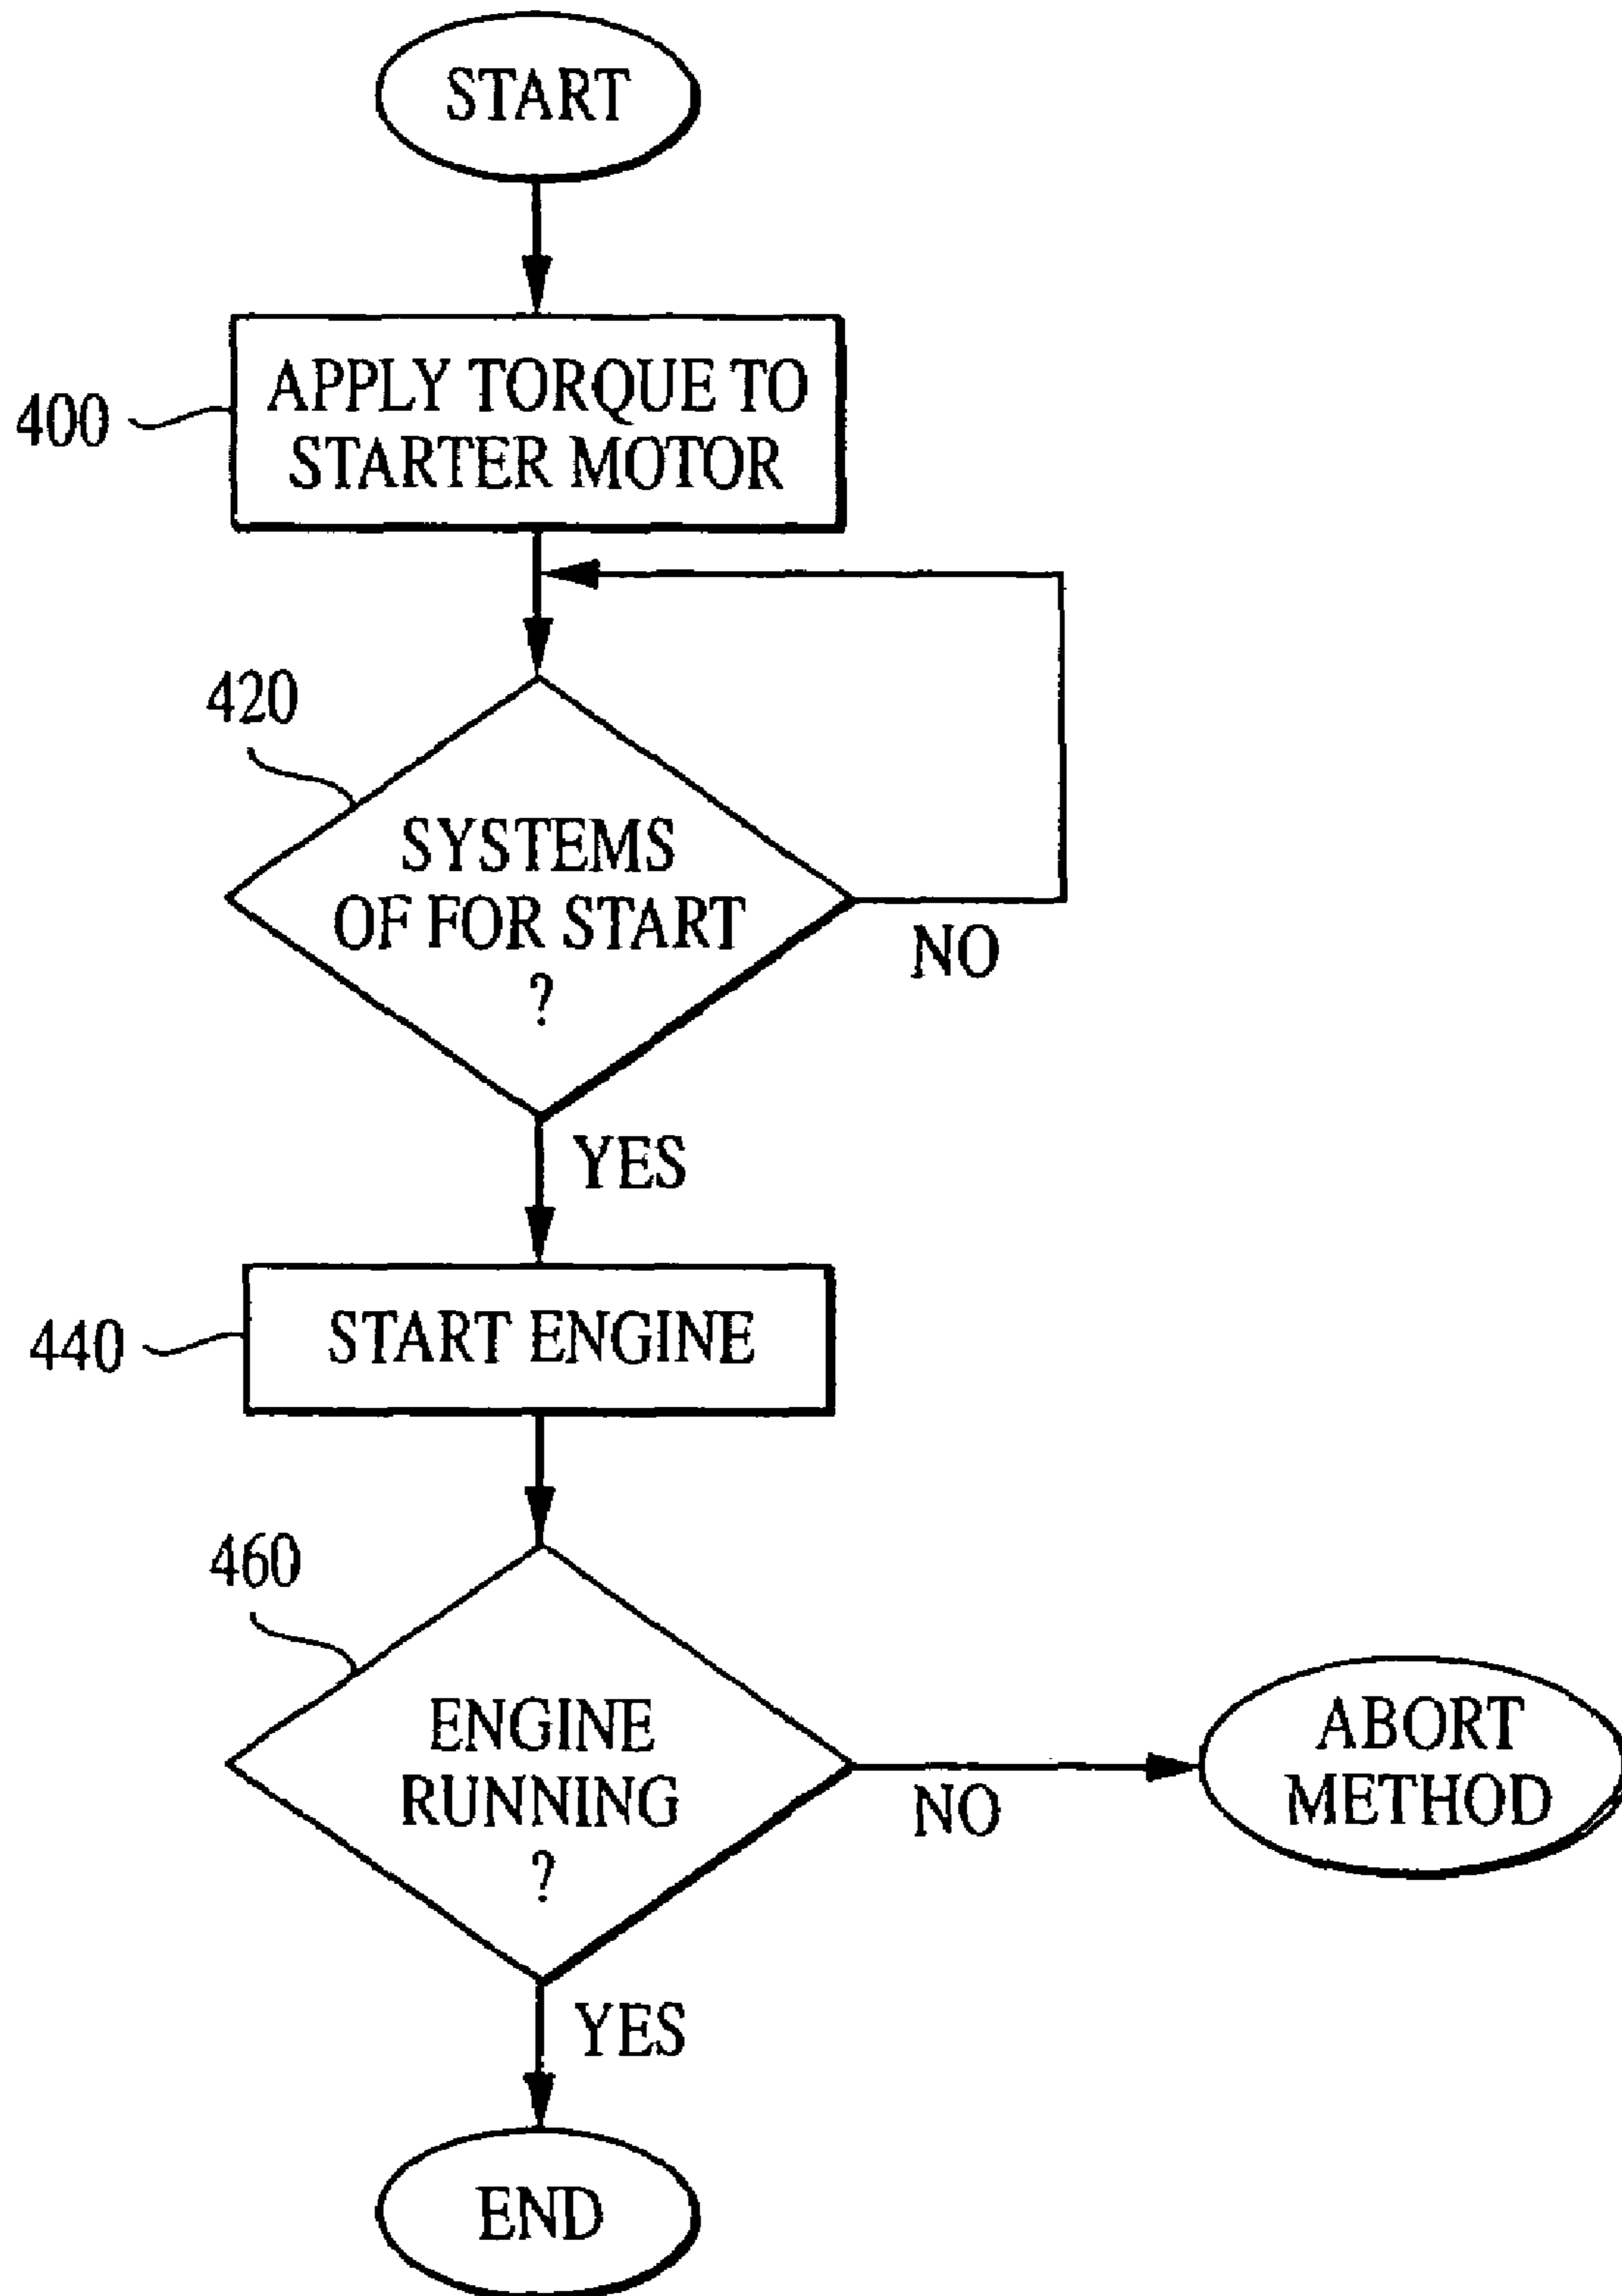 START
400
APPLY TORQUE TO
STARTER MOTOR
420
SYSTEMS
OF FOR START
?
NO
YES
440
START ENGINE
460
ENGINE
RUNNING
?
NO
ABORT
METHOD
YES
END